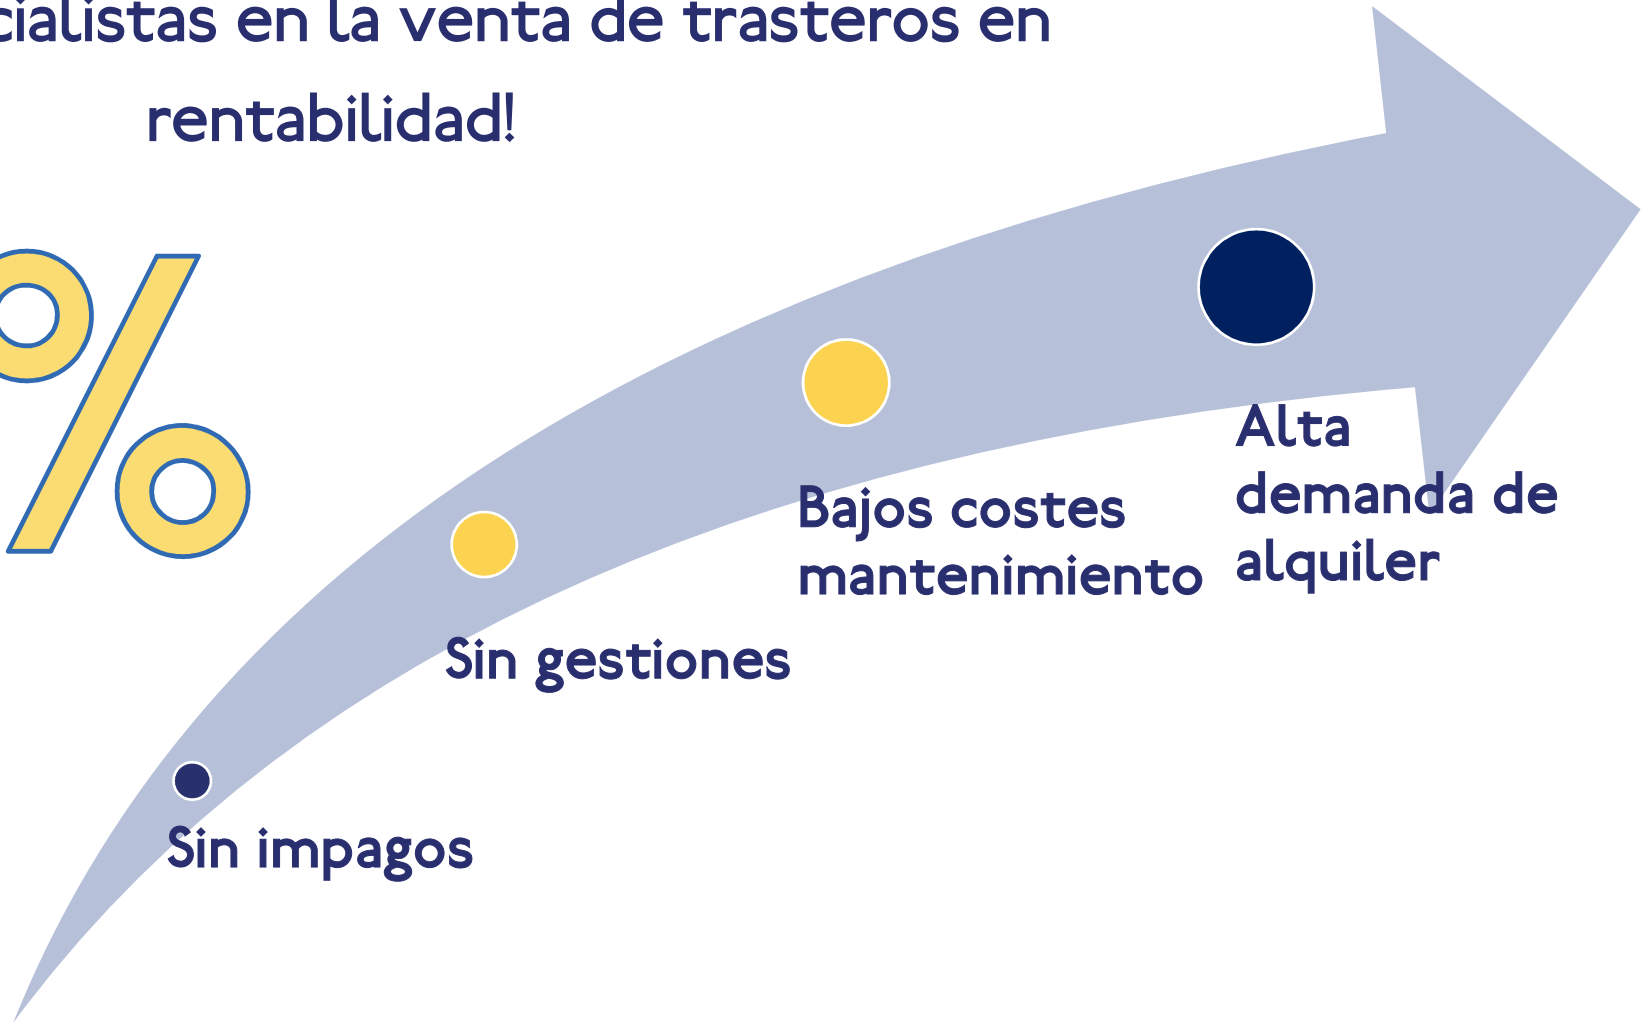 cialistas en la venta de trasteros en
rentabilidad!
%
Alta
demanda de
alquiler
Bajos costes
mantenimiento
Sin gestiones
Sin impagos